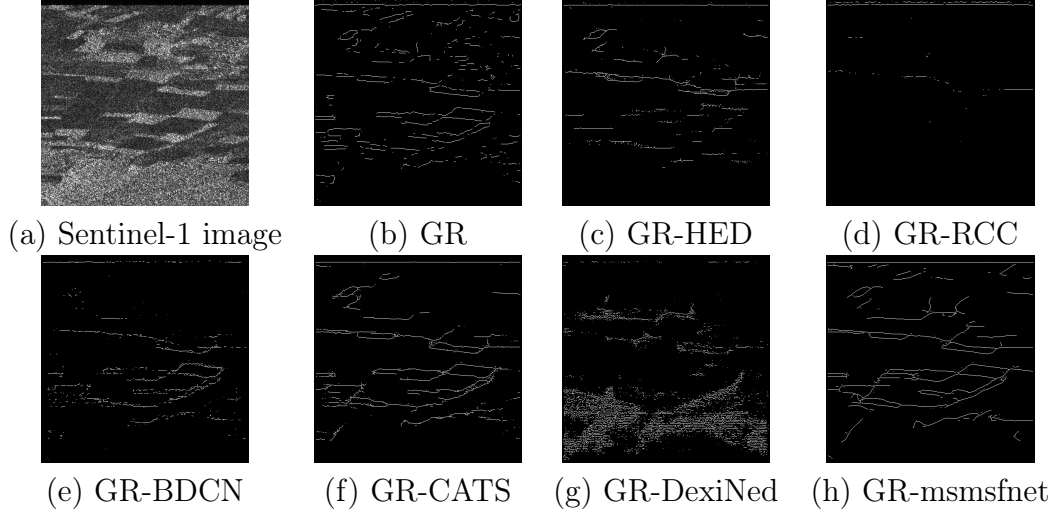 (a) Sentinel-1 image
(b) GR
(c) GR-HED
(d) GR-RCC
(e) GR-BDCN
(f) GR-CATS
(g) GR-DexiNed
(h) GR-msmsfnet